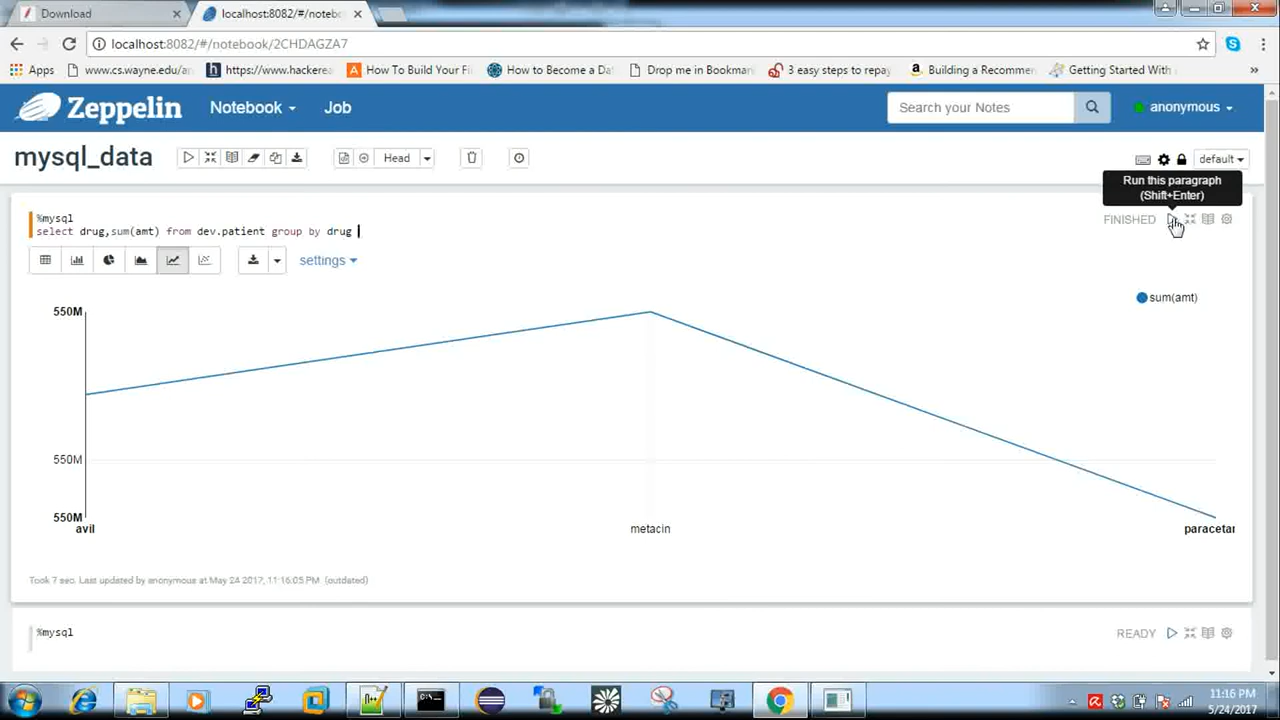 Download
localhost:8082/#/noteb
localhost:8082/#/notebook/2CHDAGZA7
Apps
www.cs.wayne.edu/
https://www.hackere
How To Build Your Fi
How to Become a Da
Drop me in Bookma
3 easy steps to repay
Building a Recomme
Getting Started With
»
Zeppelin
Notebook
Job
Search your Notes
anonymous
mysql_data
Head
default
Run this paragraph
(Shift+Enter)
%mysql
FINISHED
select drug,sum(amt) from dev.patient group by drug
settings
sum(amt)
550M
550M
550M
avil
metacin
paracetar
Took 7 sec. Last updated by anonymous at May 24 2017, 11:16:05 PM. (outdated)
%mysql
READY
11:16 PM
5/24/2017